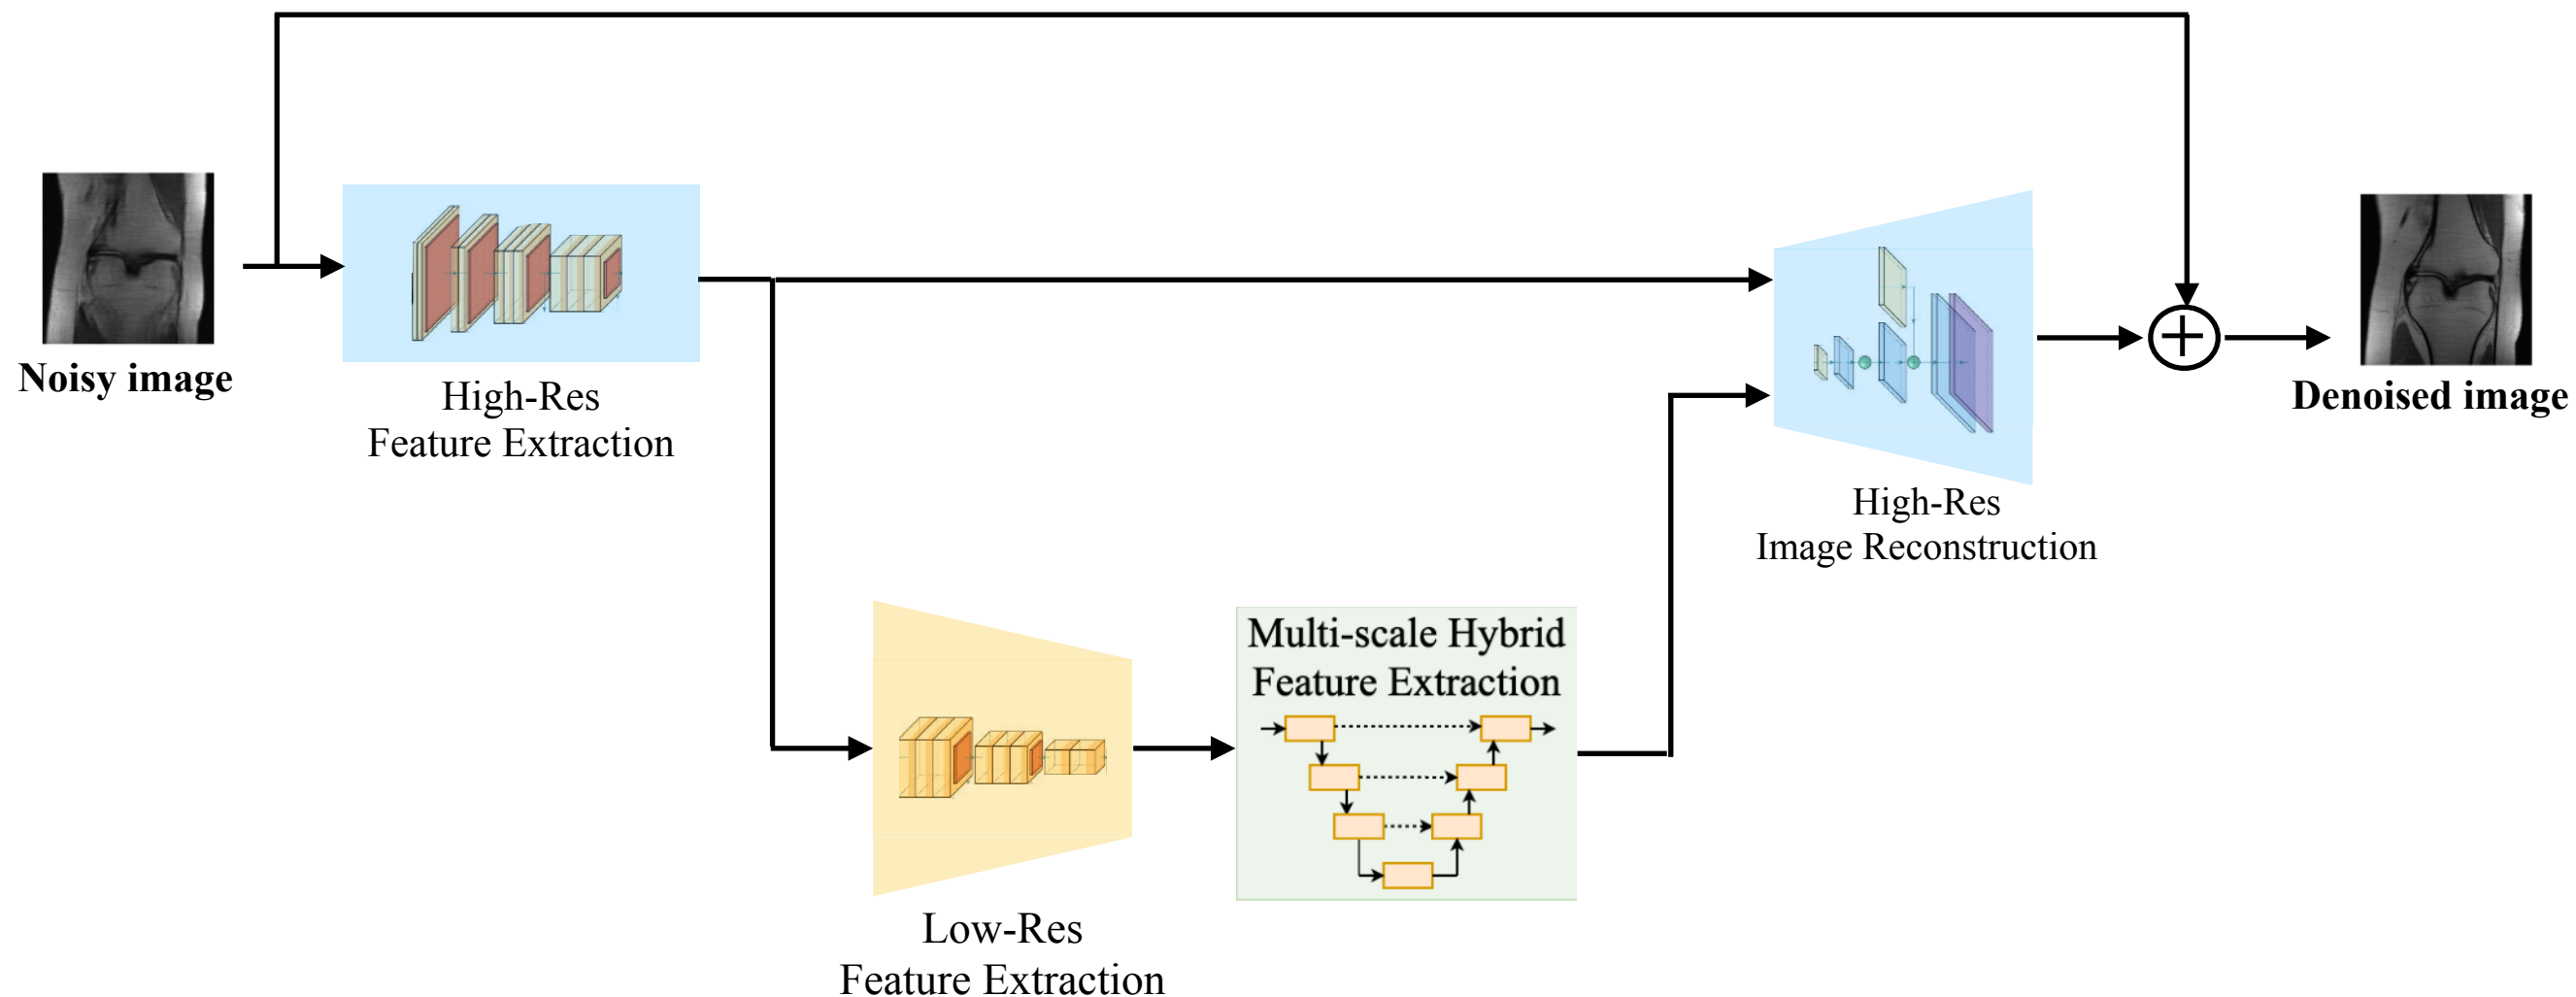 Noisy image
High-Res
Feature Extraction
Low-Res
Feature Extraction
Multi-scale Hybrid
Feature Extraction
High-Res
Image Reconstruction
Denoised image